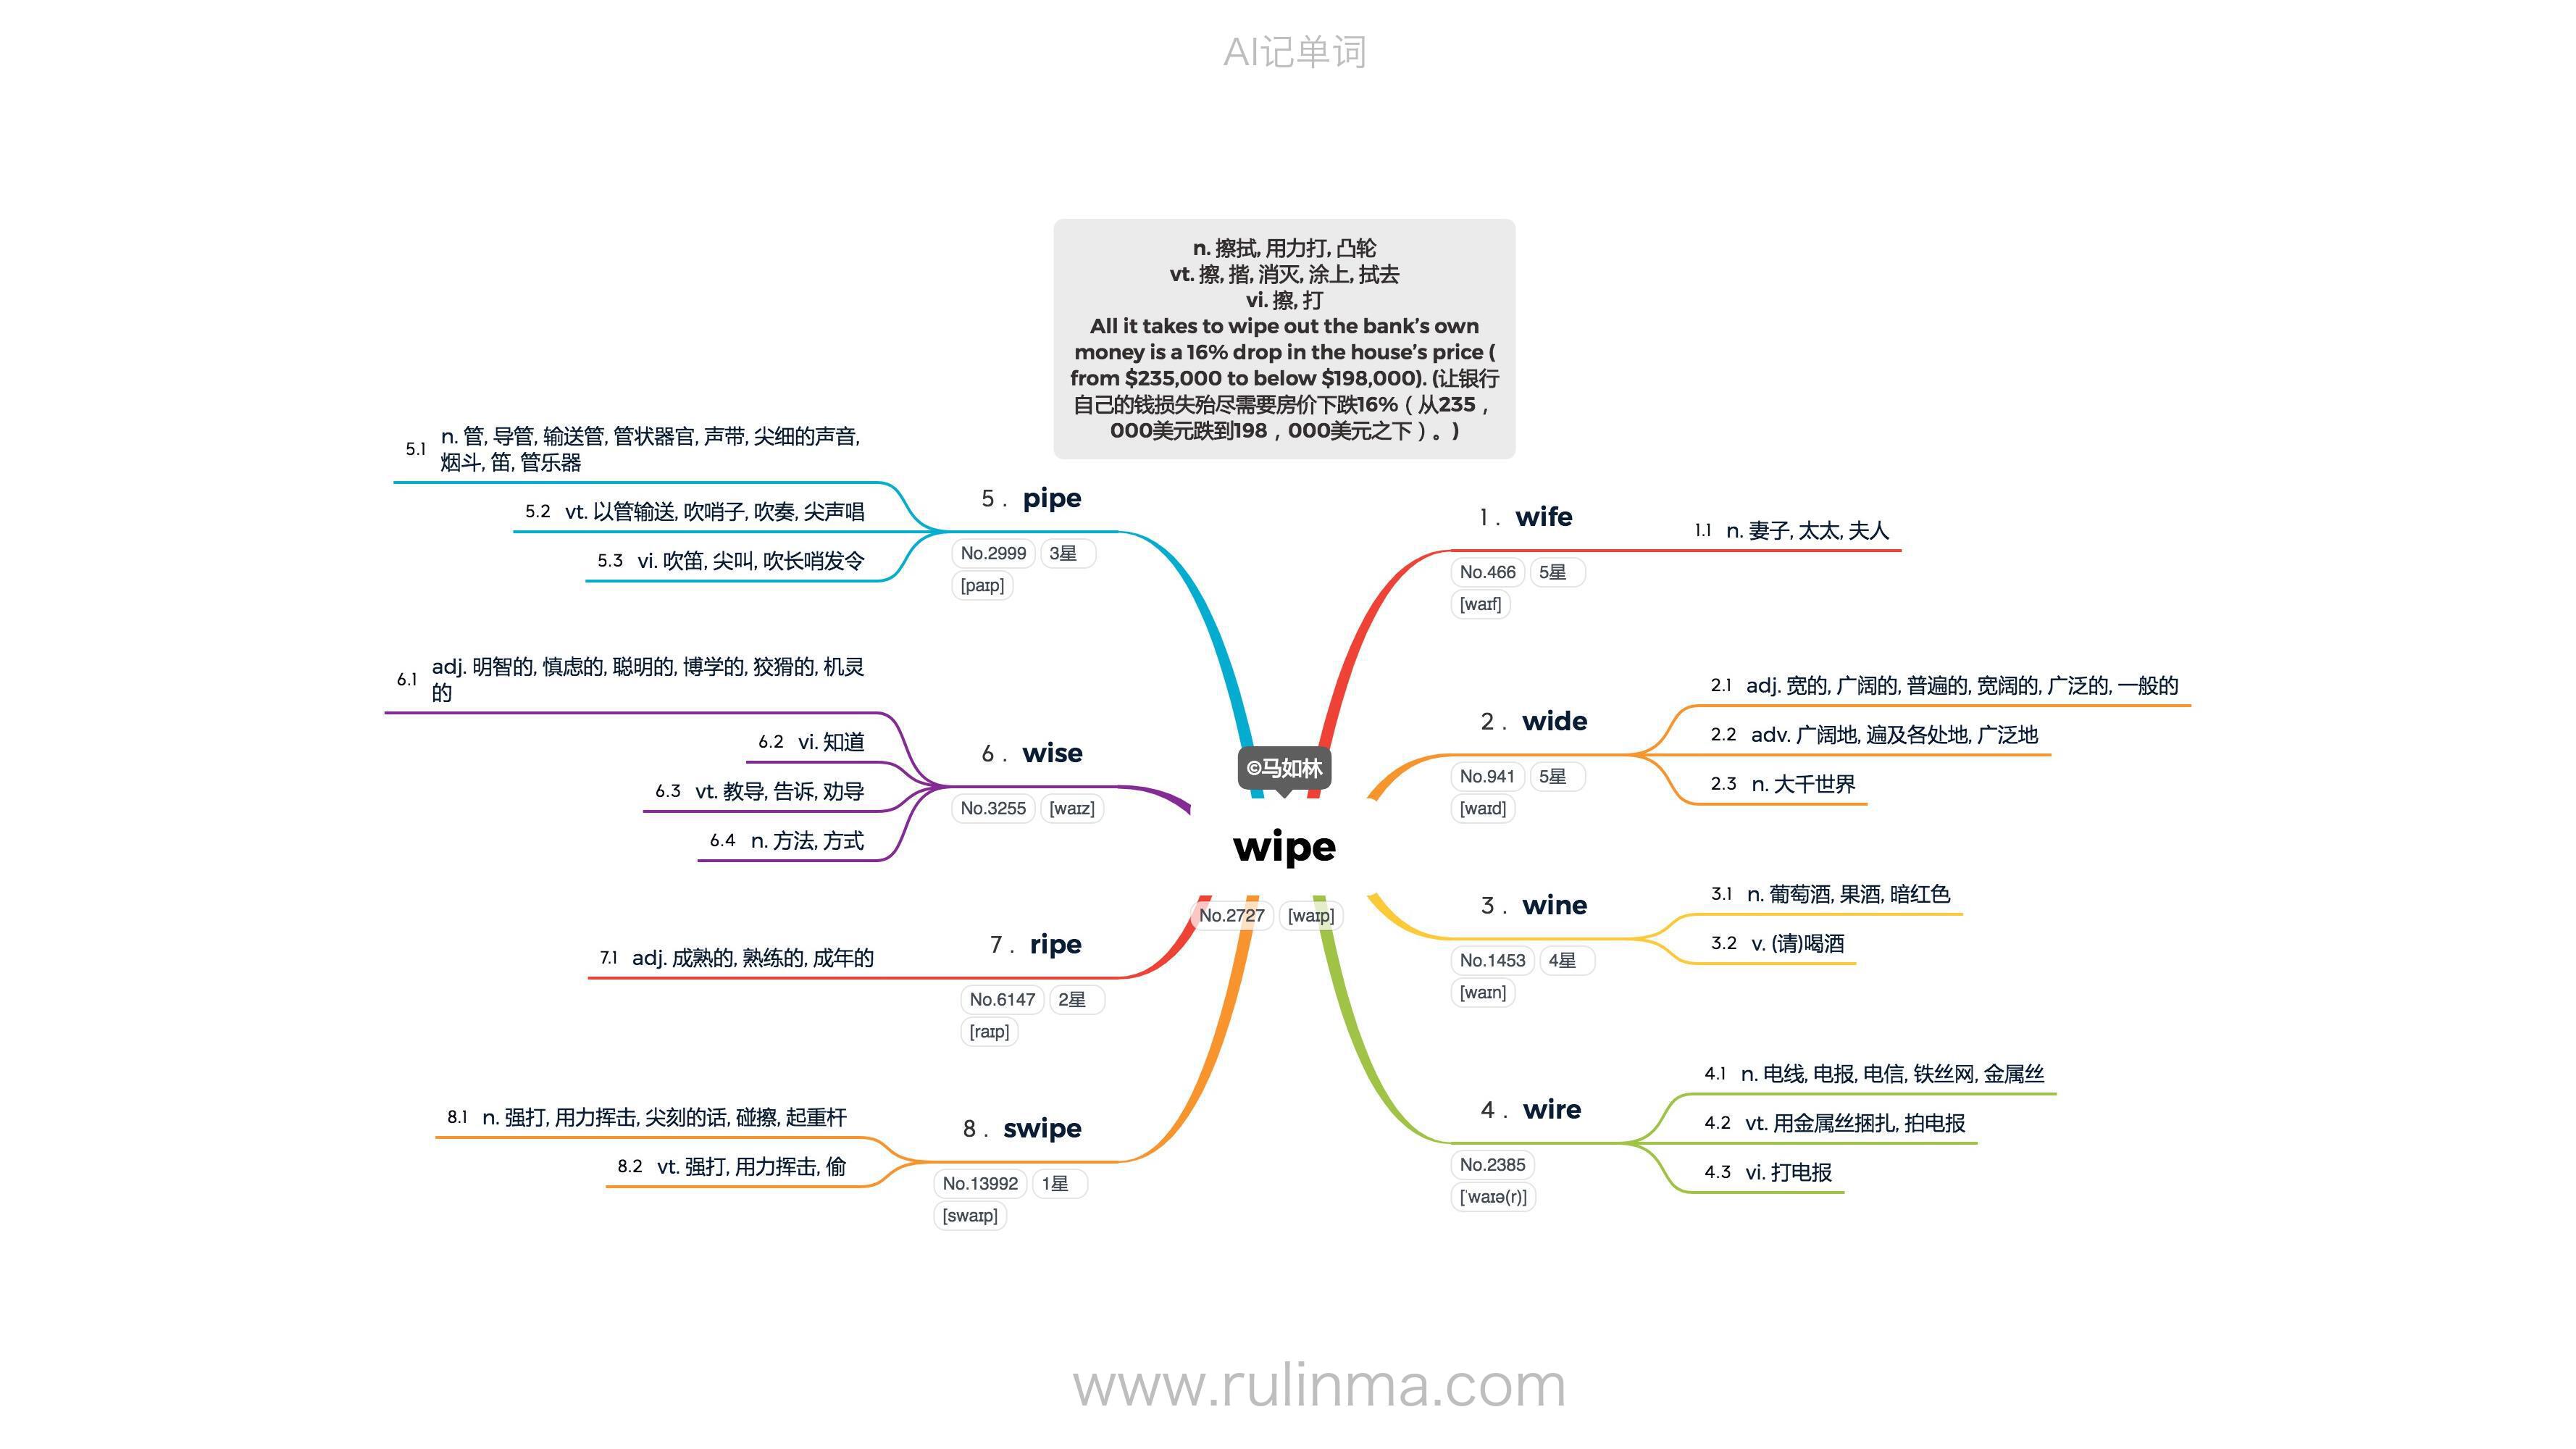 AI记单词
n. 擦拭, 用力打, 凸轮
vt. 擦, 揩, 消灭, 涂上, 拭去
vi. 擦, 打
All it takes to wipe out the bank’s own
money is a 16% drop in the house’s price (
from $235,000 to below $198,000). (让银行
自己的钱损失殆尽需要房价下跌16%（从235，
000美元跌到198，000美元之下）。)
©马如林
wipe
No.2727 [waɪp]
1. wife
No.466 5星
[waɪf]
1.1 n. 妻子, 太太, 夫人
2. wide
No.941 5星
[waɪd]
2.1 adj. 宽的, 广阔的, 普遍的, 宽阔的, 广泛的, 一般的
2.2 adv. 广阔地, 遍及各处地, 广泛地
2.3 n. 大千世界
3. wine
No.1453 4星
[waɪn]
3.1 n. 葡萄酒, 果酒, 暗红色
3.2 v. (请)喝酒
4. wire
No.2385
[ˈwaɪə(r)]
4.1 n. 电线, 电报, 电信, 铁丝网, 金属丝
4.2 vt. 用金属丝捆扎, 拍电报
4.3 vi. 打电报
5. pipe
No.2999 3星
[paɪp]
5.1 n. 管, 导管, 输送管, 管状器官, 声带, 尖细的声音,
烟斗, 笛, 管乐器
5.2 vt. 以管输送, 吹哨子, 吹奏, 尖声唱
5.3 vi. 吹笛, 尖叫, 吹长哨发令
6. wise
No.3255 [waɪz]
6.1 adj. 明智的, 慎虑的, 聪明的, 博学的, 狡猾的, 机灵
的
6.2 vi. 知道
6.3 vt. 教导, 告诉, 劝导
6.4 n. 方法, 方式
7. ripe
No.6147 2星
[raɪp]
7.1 adj. 成熟的, 熟练的, 成年的
8. swipe
No.13992 1星
[swaɪp]
8.1 n. 强打, 用力挥击, 尖刻的话, 碰擦, 起重杆
8.2 vt. 强打, 用力挥击, 偷
www.rulinma.com